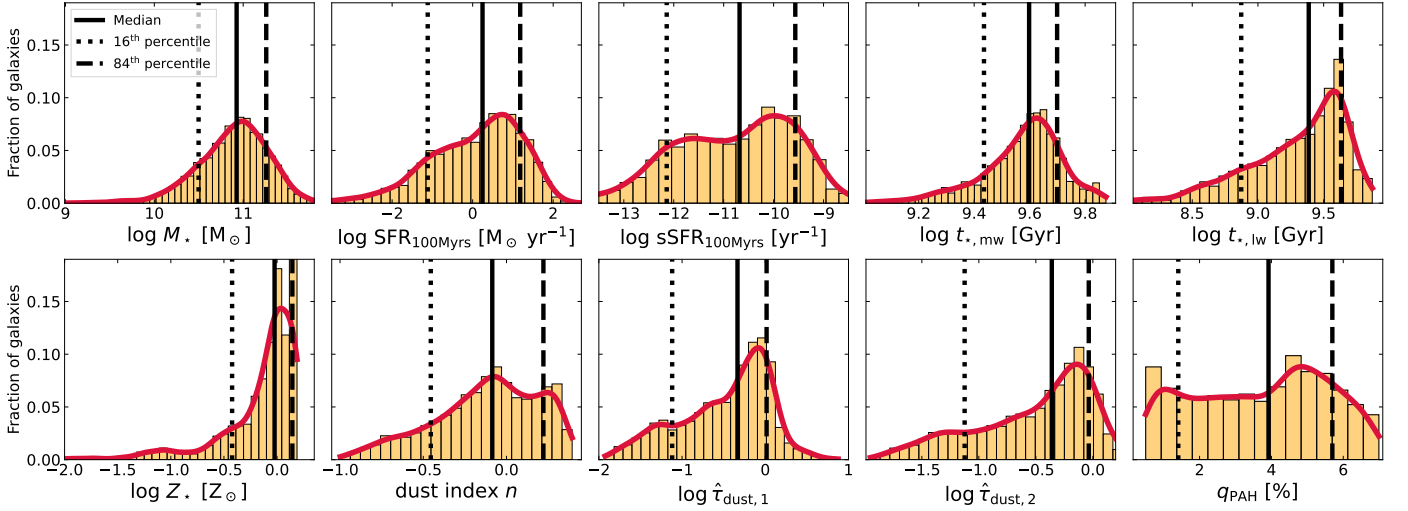 Median
16th percentile
84th percentile
Fraction of galaxies
0.15
0.10
0.05
0.00
9 10 11
log M⋆ [M⊙]
−2 0 2
log SFR100Myrs [M⊙ yr−1]
−13 −12 −11 −10 −9
log sSFR100Myrs [yr−1]
9.2 9.4 9.6 9.8
log t⋆, mw [Gyr]
8.5 9.0 9.5
log t⋆, lw [Gyr]
Fraction of galaxies
0.15
0.10
0.05
0.00
−2.0 −1.5 −1.0 −0.5 0.0
log Z⋆ [Z⊙]
−1.0 −0.5 0.0
dust index n
−2 −1 0 1
log τ̂dust, 1
−1.5 −1.0 −0.5 0.0
log τ̂dust, 2
2 4 6
qPAH [%]